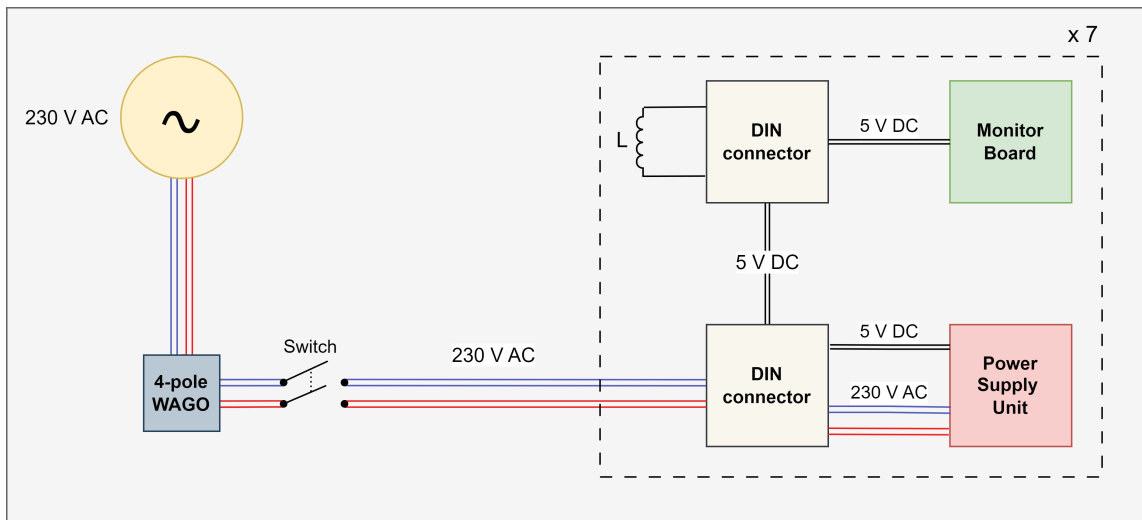 x 7
230 V AC
L
DIN
connector
5 V DC
Monitor
Board
5 V DC
4-pole
WAGO
Switch
230 V AC
DIN
connector
5 V DC
230 V AC
Power
Supply
Unit